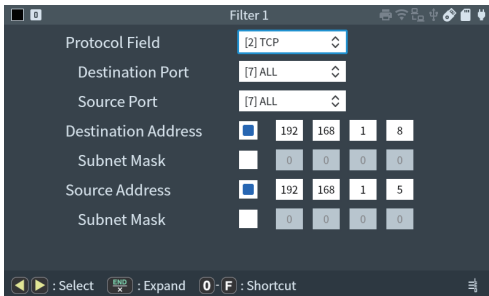 0 Filter 1
Protocol Field [2] TCP
Destination Port [7] ALL
Source Port [7] ALL
Destination Address 192 168 1 8
Subnet Mask 0 0 0 0
Source Address 192 168 1 5
Subnet Mask 0 0 0 0
: Select END X : Expand 0 - F : Shortcut